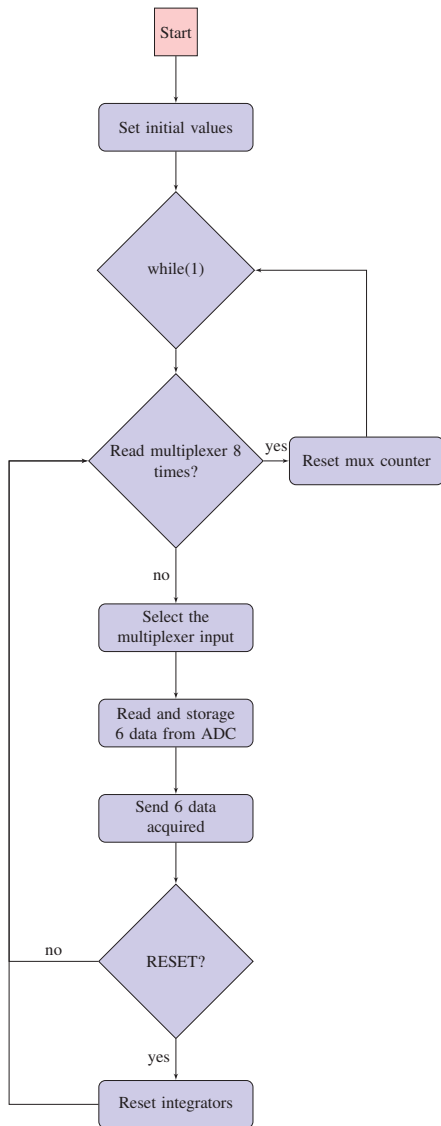 Start
Set initial values
while(1)
Read multiplexer 8
times?
yes
Reset mux counter
no
Select the
multiplexer input
Read and storage
6 data from ADC
Send 6 data
acquired
RESET?
no
yes
Reset integrators